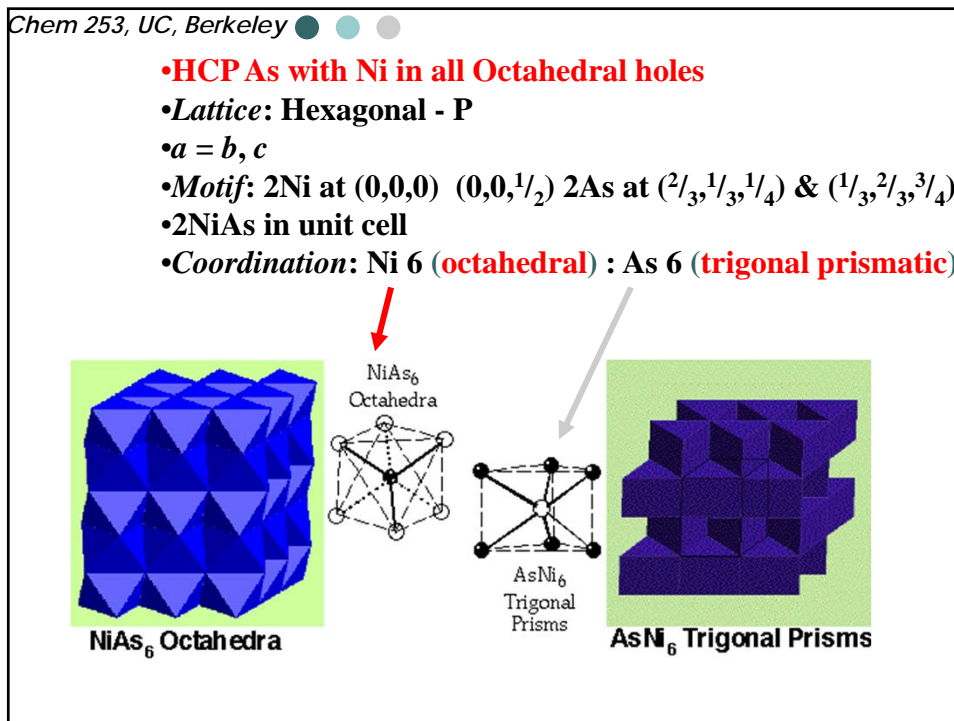 Chem 253, UC, Berkeley
•HCP As with Ni in all Octahedral holes
•Lattice: Hexagonal - P
•a = b, c
•Motif: 2Ni at (0,0,0) (0,0,1/2) 2As at (2/3,1/3,1/4) & (1/3,2/3,3/4)
•2NiAs in unit cell
•Coordination: Ni 6 (octahedral) : As 6 (trigonal prismatic)
NiAs6
Octahedra
AsNi6
Trigonal
Prisms
NiAs6 Octahedra
AsNi6 Trigonal Prisms